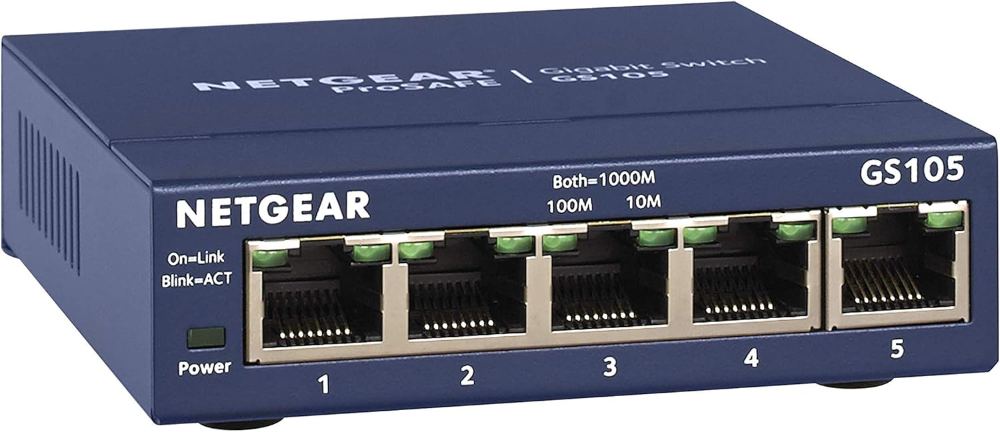 NETGEAR® | Gigabit Switch
ProSAFE | GS105
NETGEAR
Both=1000M
100M 10M
GS105
On=Link
Blink=ACT
Power
1 2 3 4 5